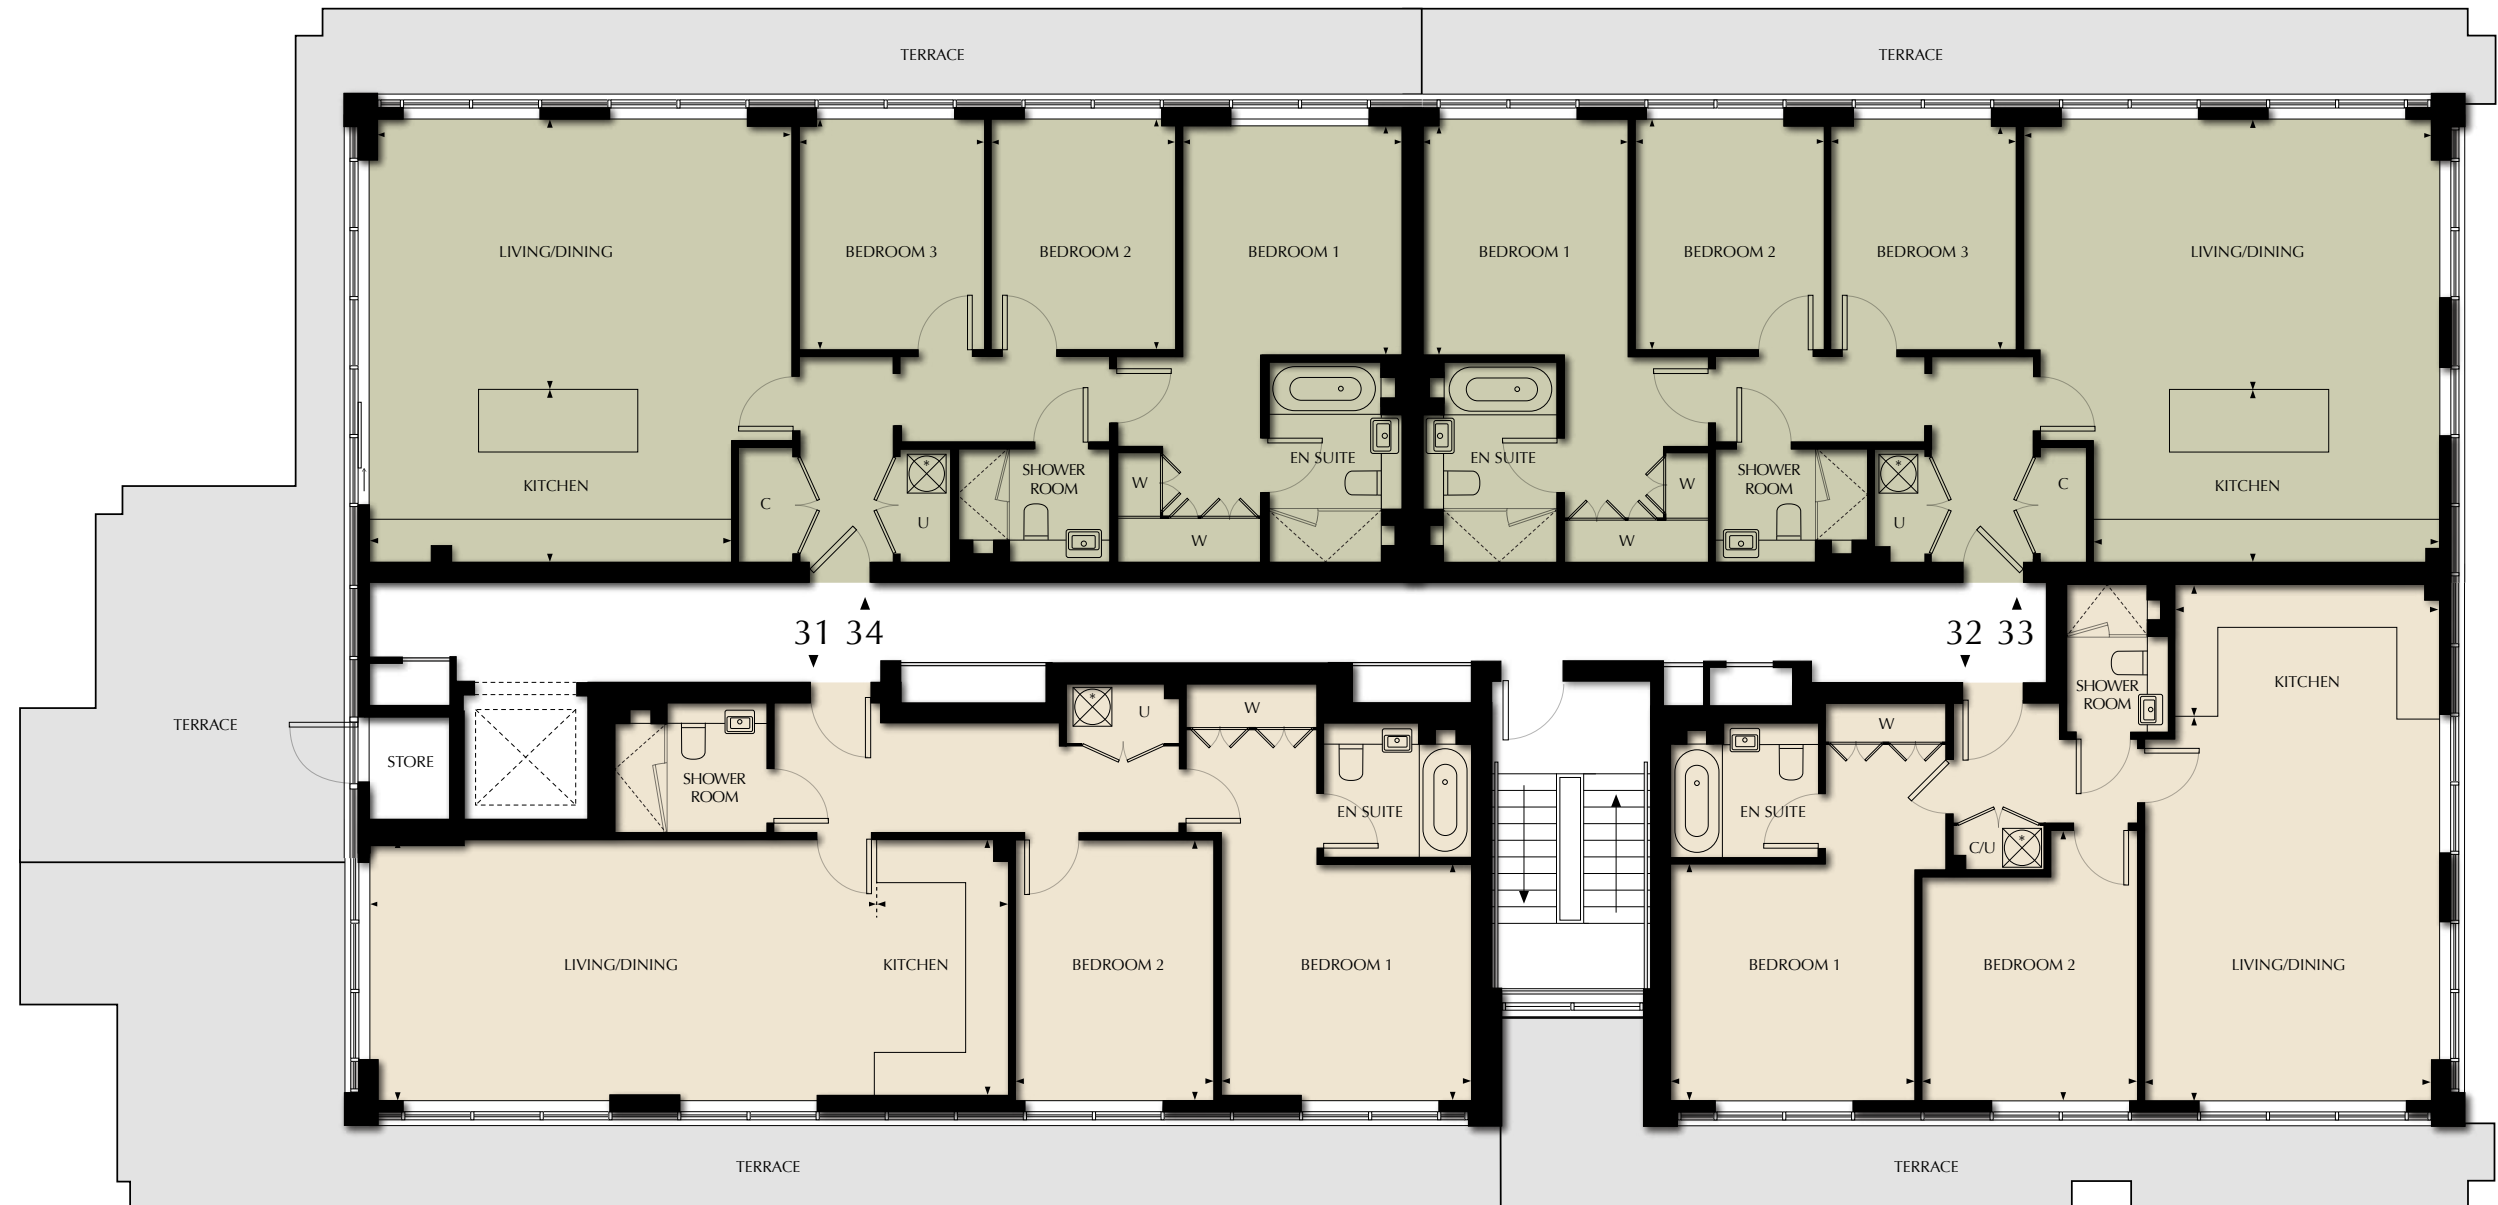 TERRACE
TERRACE
LIVING/DINING
BEDROOM 3
BEDROOM 2
BEDROOM 1
BEDROOM 1
BEDROOM 2
BEDROOM 3
LIVING/DINING
KITCHEN
C
*
U
SHOWER
ROOM
W
W
EN SUITE
EN SUITE
W
W
SHOWER
ROOM
*
U
C
KITCHEN
31 34
32 33
TERRACE
STORE
SHOWER
ROOM
*
U
W
EN SUITE
EN SUITE
W
C/U
*
SHOWER
ROOM
KITCHEN
LIVING/DINING
KITCHEN
BEDROOM 2
BEDROOM 1
BEDROOM 1
BEDROOM 2
LIVING/DINING
TERRACE
TERRACE